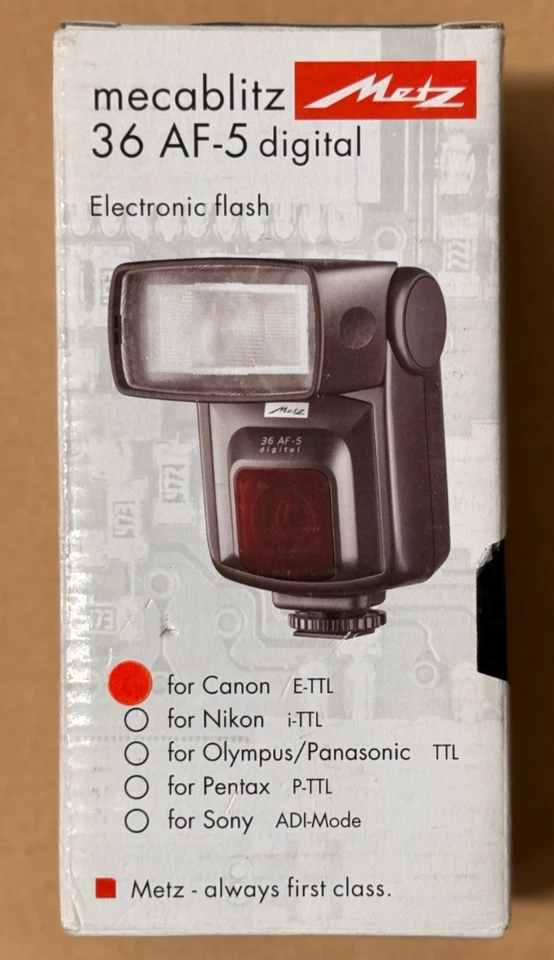 mecablitz Metz
36 AF-5 digital
Electronic flash
Metz
36 AF-5
digital
for Canon E-TTL
for Nikon i-TTL
for Olympus/Panasonic TTL
for Pentax P-TTL
for Sony ADI-Mode
Metz - always first class.